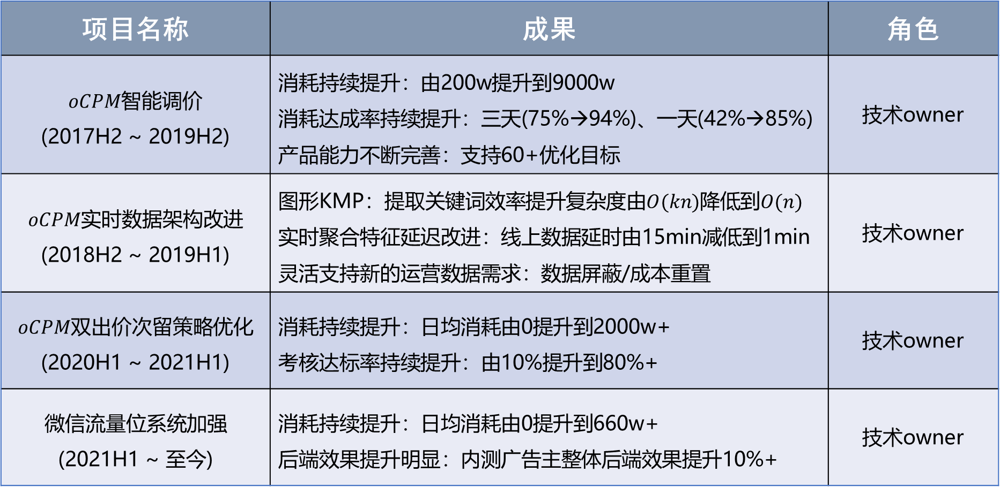 项目名称 成果 角色
oCPM智能调价
(2017H2 ~ 2019H2)
消耗持续提升：由200w提升到9000w
消耗达成率持续提升：三天(75%→94%)、一天(42%→85%)
产品能力不断完善：支持60+优化目标
技术owner
oCPM实时数据架构改进
(2018H2 ~ 2019H1)
图形KMP：提取关键词效率提升复杂度由O(kn)降低到O(n)
实时聚合特征延迟改进：线上数据延时由15min减低到1min
灵活支持新的运营数据需求：数据屏蔽/成本重置
技术owner
oCPM双出价次留策略优化
(2020H1 ~ 2021H1)
消耗持续提升：日均消耗由0提升到2000w+
考核达标率持续提升：由10%提升到80%+
技术owner
微信流量位系统加强
(2021H1 ~ 至今)
消耗持续提升：日均消耗由0提升到660w+
后端效果提升明显：内测广告主整体后端效果提升10%+
技术owner